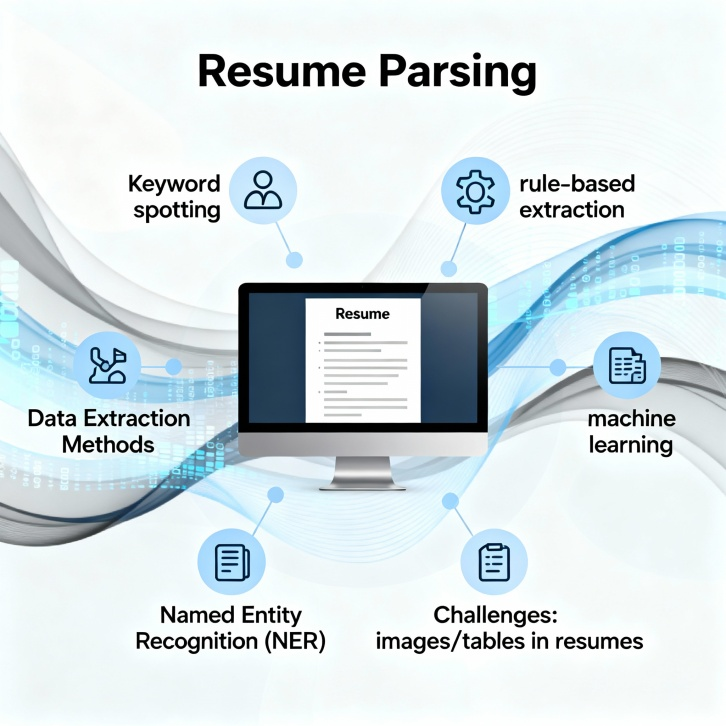 Resume Parsing
Keyword
spotting
rule-based
extraction
Resume
Data Extraction
Methods
machine
learning
Named Entity
Recognition (NER)
Challenges:
images/tables in resumes